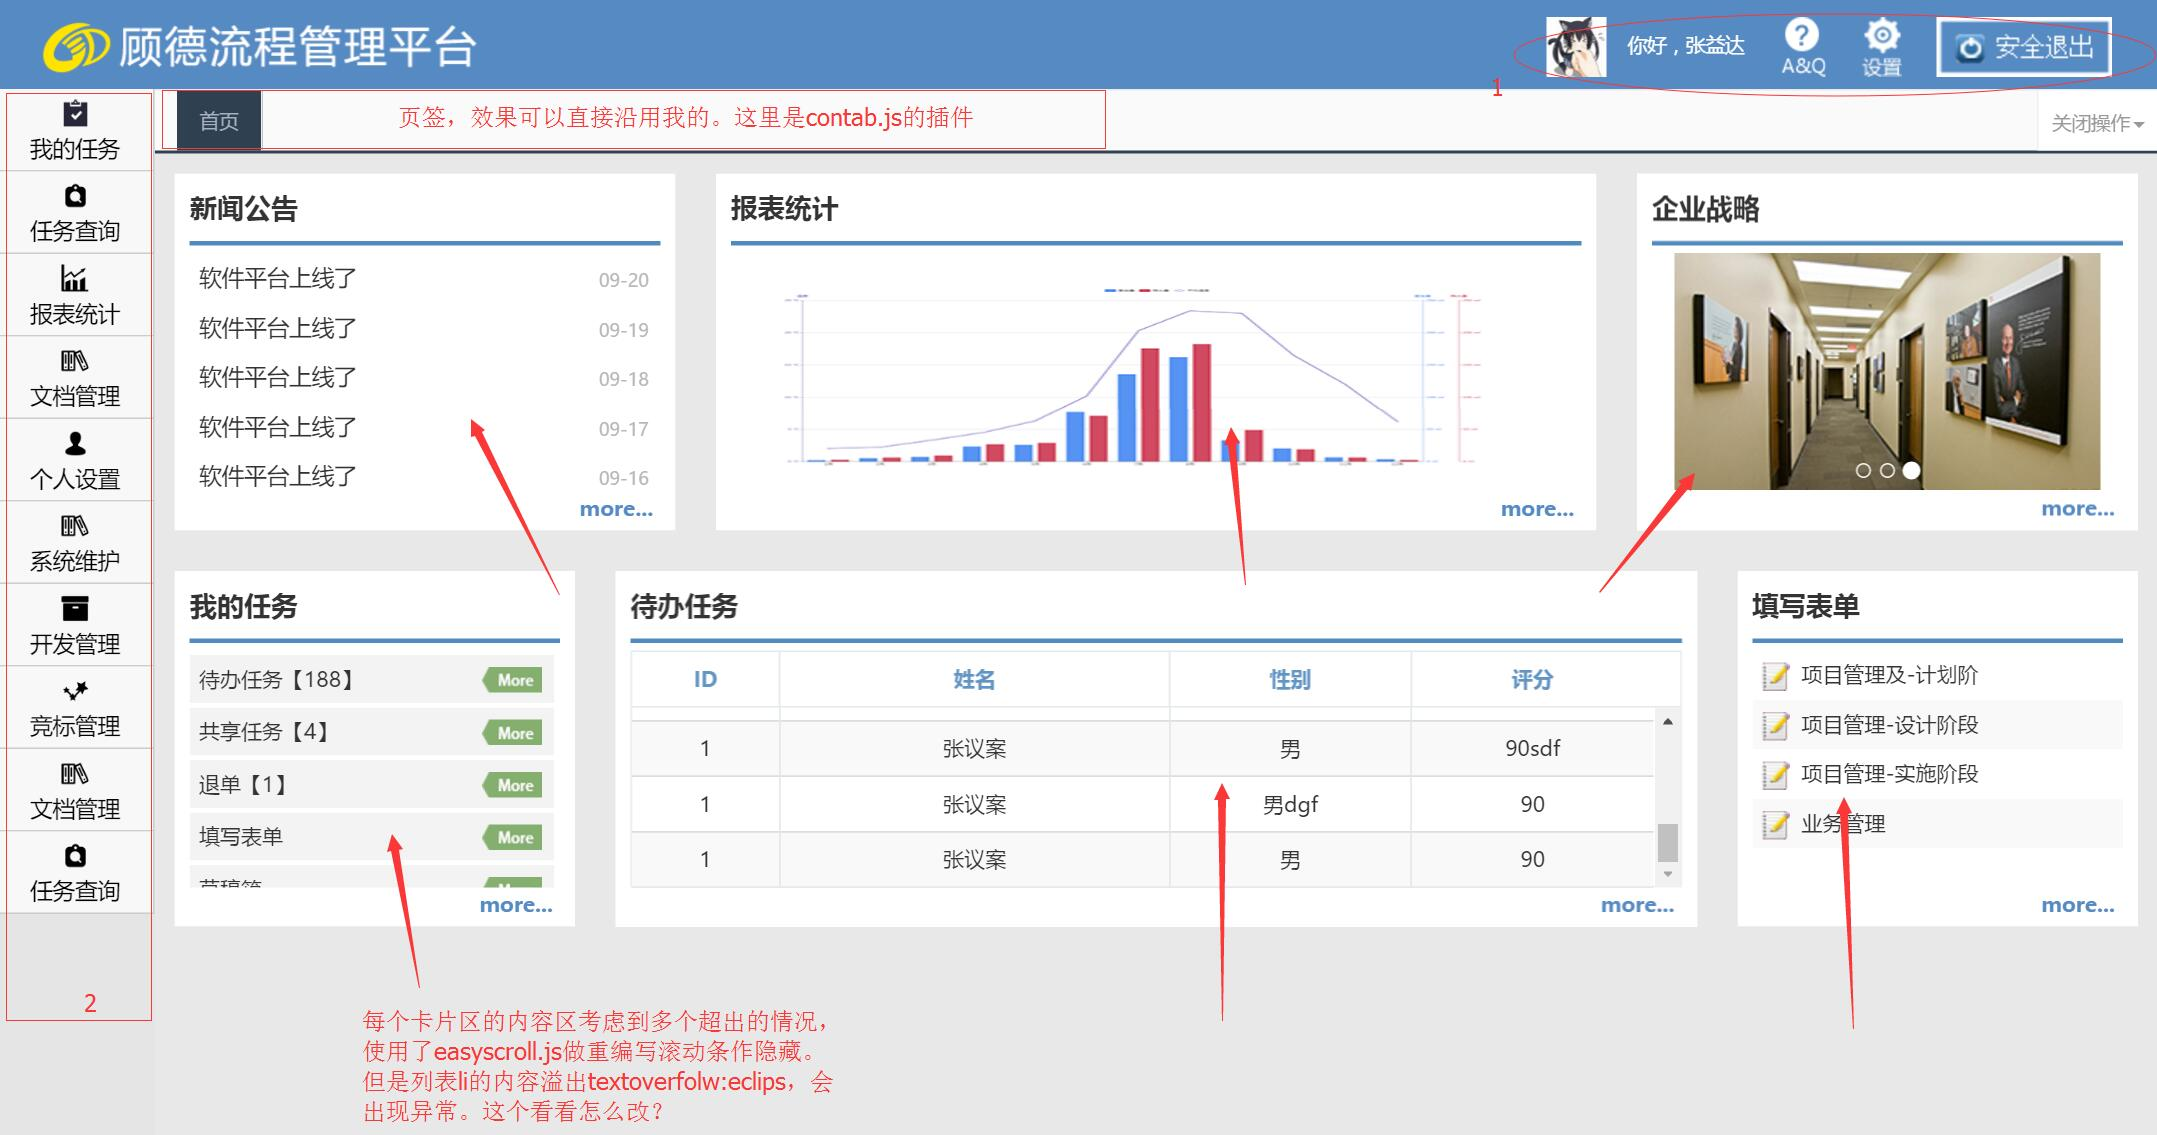 顾德流程管理平台
你好，张益达
A&Q
设置
安全退出
1
首页
页签，效果可以直接沿用我的。这里是contab.js的插件
关闭操作
我的任务
任务查询
报表统计
文档管理
个人设置
系统维护
开发管理
竞标管理
文档管理
任务查询
2
新闻公告
软件平台上线了 09-20
软件平台上线了 09-19
软件平台上线了 09-18
软件平台上线了 09-17
软件平台上线了 09-16
more...
报表统计
more...
企业战略
more...
我的任务
待办任务【188】 More
共享任务【4】 More
退单【1】 More
填写表单 More
more...
待办任务
ID 姓名 性别 评分
1 张议案 男 90sdf
1 张议案 男dgf 90
1 张议案 男 90
more...
填写表单
项目管理及-计划阶
项目管理-设计阶段
项目管理-实施阶段
业务管理
more...
每个卡片区的内容区考虑到多个超出的情况，
使用了easyscroll.js做重编写滚动条作隐藏。
但是列表li的内容溢出textoverfolw:eclips，会
出现异常。这个看看怎么改？